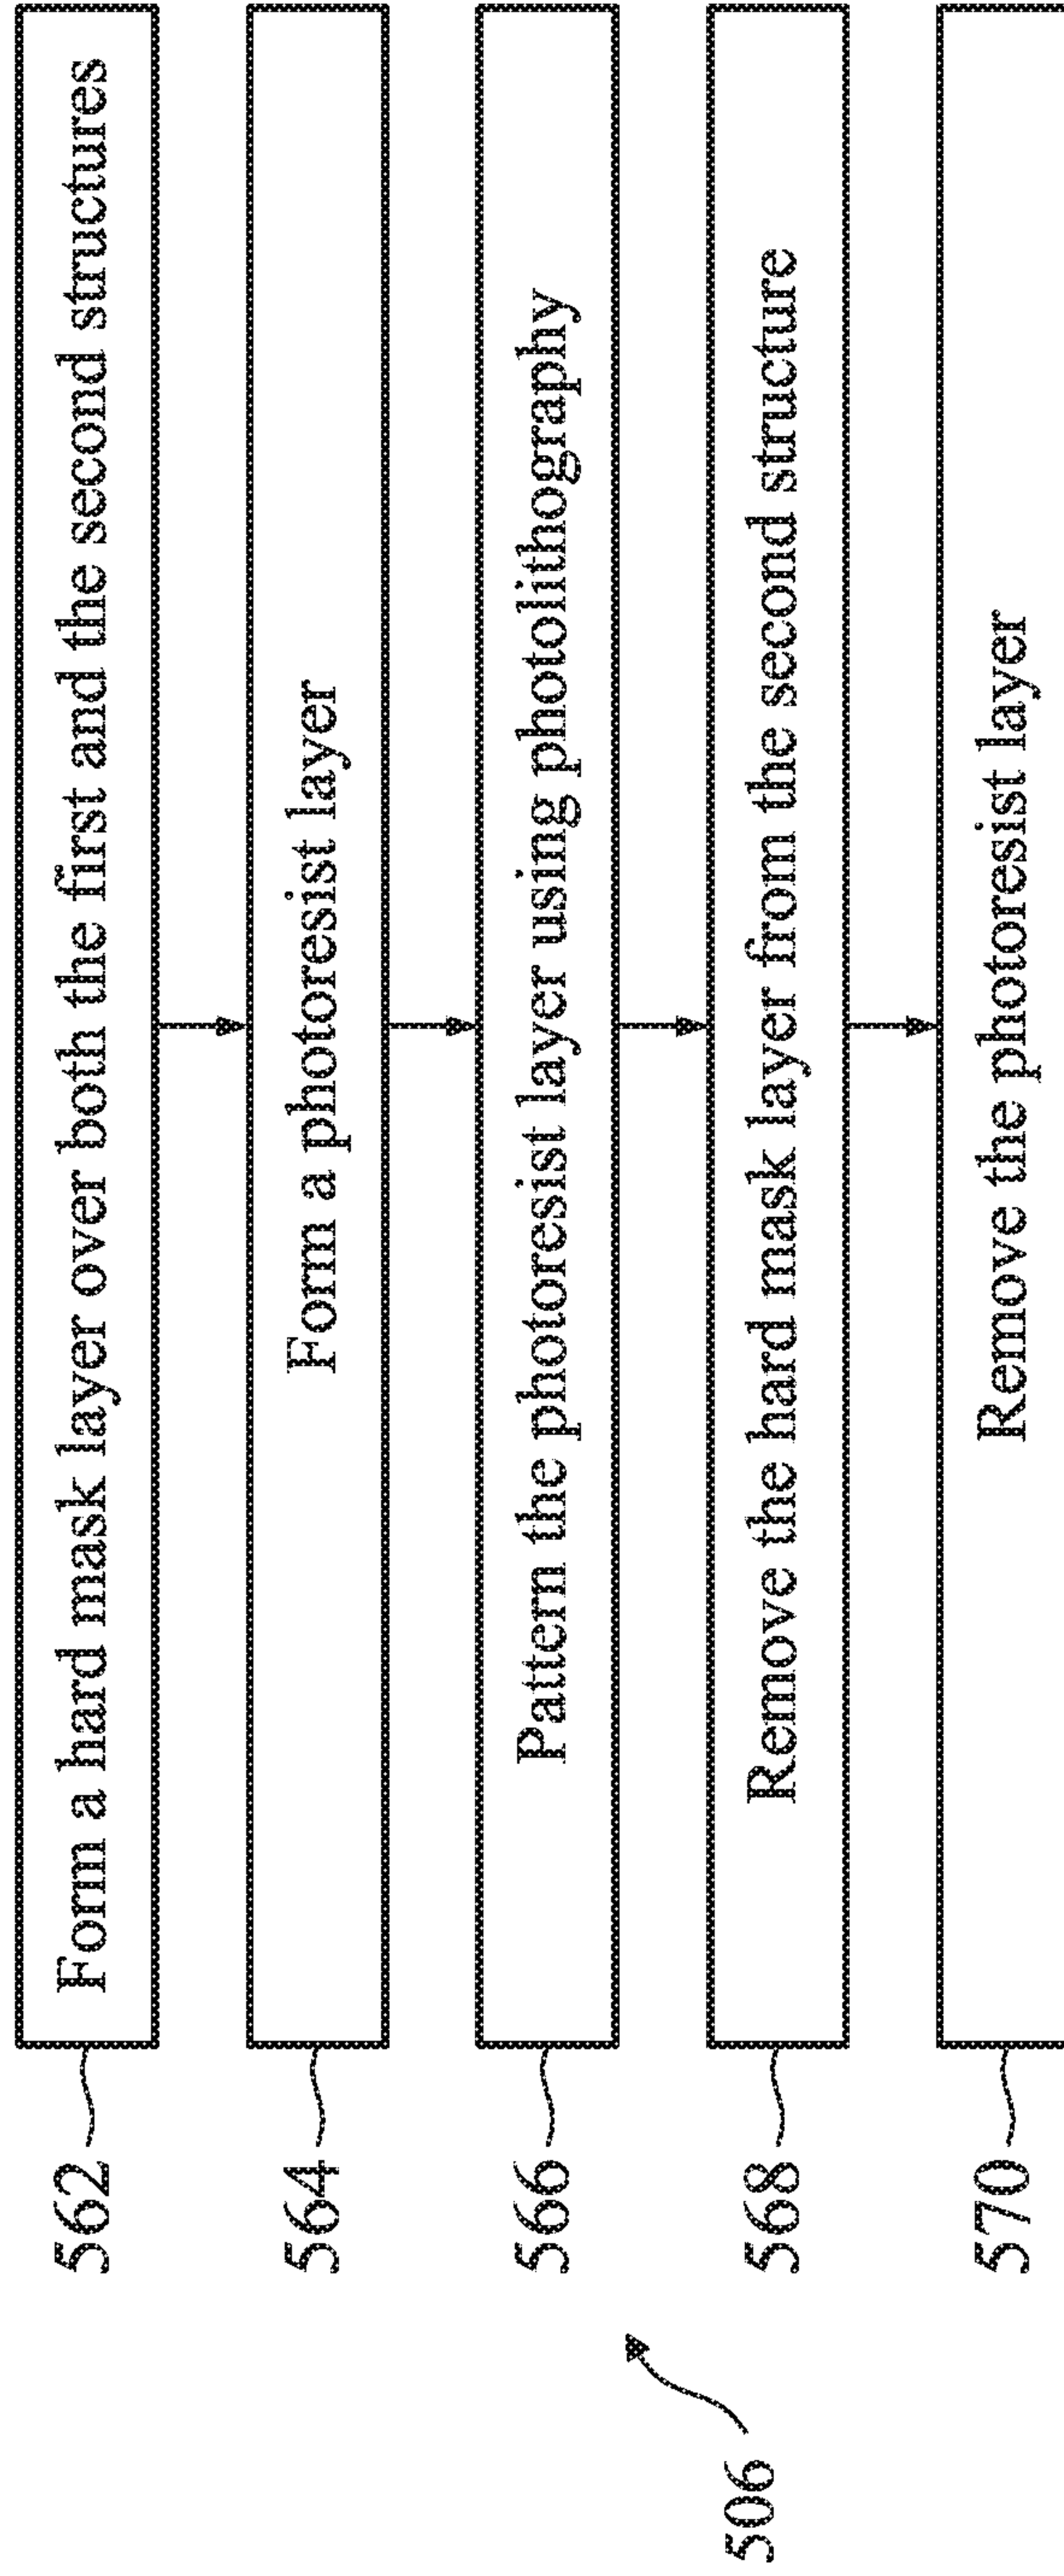 562 Form a hard mask layer over both the first and the second structures
564 Form a photoresist layer
566 Pattern the photoresist layer using photolithography
568 Remove the hard mask layer from the second structure
570 Remove the photoresist layer
506